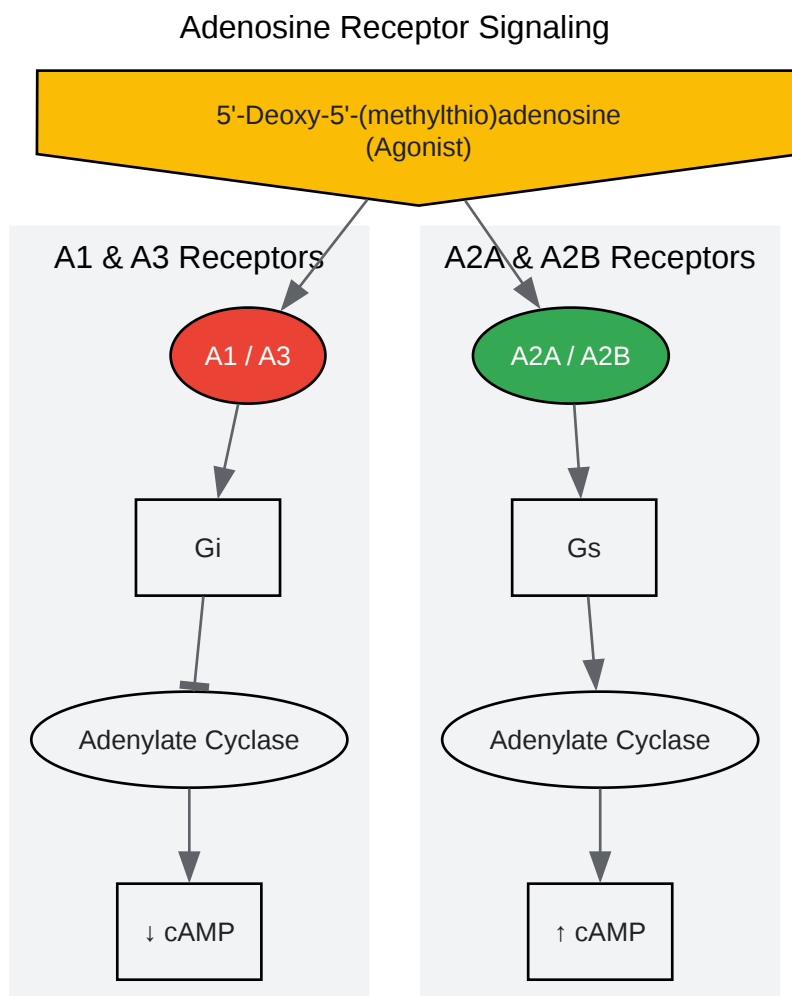 Adenosine Receptor Signaling
5'-Deoxy-5'-(methylthio)adenosine
(Agonist)
A1 & A3 Receptors
A1 / A3
Gi
Adenylate Cyclase
↓ cAMP
A2A & A2B Receptors
A2A / A2B
Gs
Adenylate Cyclase
↑ cAMP